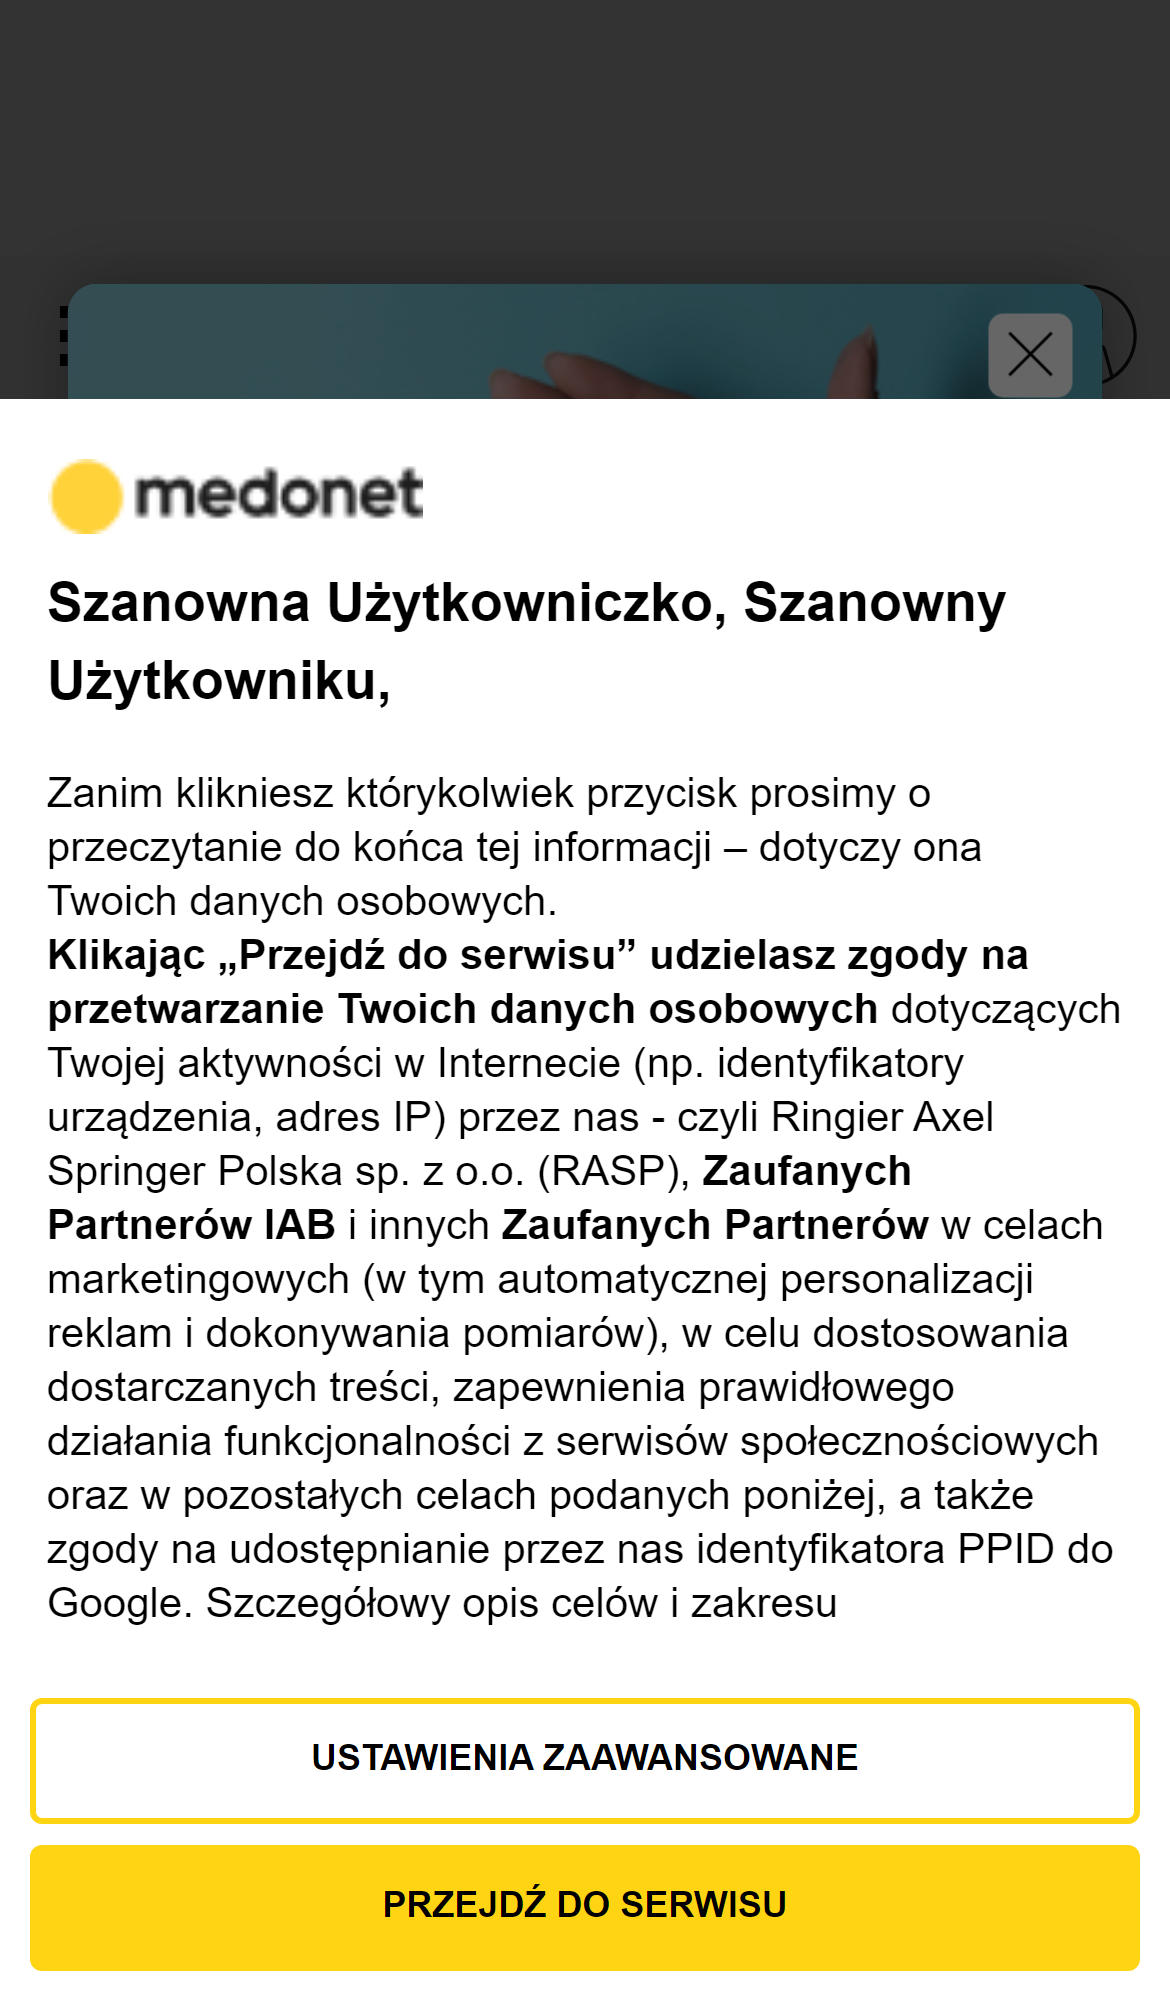 medonet
Szanowna Użytkowniczko, Szanowny
Użytkowniku,
Zanim klikniesz którykolwiek przycisk prosimy o
przeczytanie do końca tej informacji – dotyczy ona
Twoich danych osobowych.
Klikając „Przejdź do serwisu” udzielasz zgody na
przetwarzanie Twoich danych osobowych dotyczących
Twojej aktywności w Internecie (np. identyfikatory
urządzenia, adres IP) przez nas - czyli Ringier Axel
Springer Polska sp. z o.o. (RASP), Zaufanych
Partnerów IAB i innych Zaufanych Partnerów w celach
marketingowych (w tym automatycznej personalizacji
reklam i dokonywania pomiarów), w celu dostosowania
dostarczanych treści, zapewnienia prawidłowego
działania funkcjonalności z serwisów społecznościowych
oraz w pozostałych celach podanych poniżej, a także
zgody na udostępnianie przez nas identyfikatora PPID do
Google. Szczegółowy opis celów i zakresu
USTAWIENIA ZAAWANSOWANE
PRZEJDŹ DO SERWISU